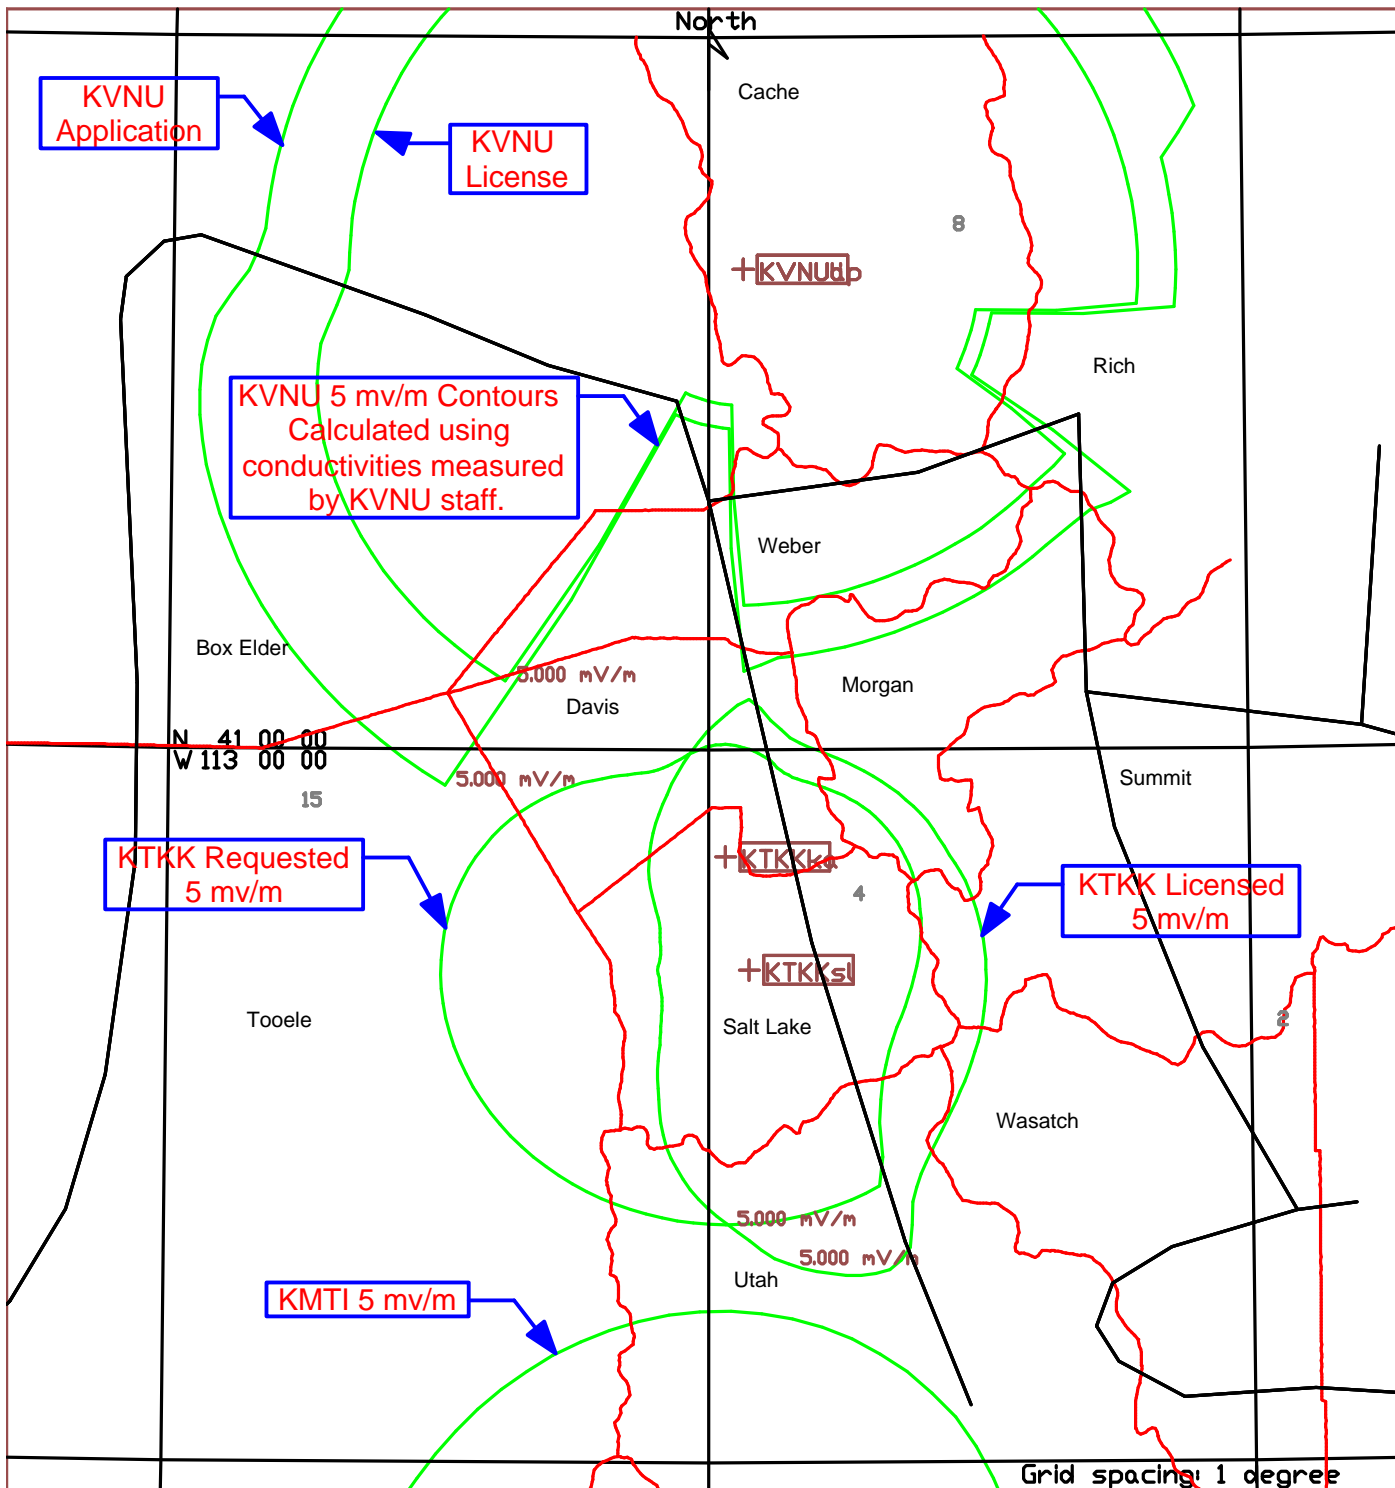 North
Cache
KVNU
Application
KVNU
License
8
Rich
KVNU 5 mv/m Contours
Calculated using
conductivities measured
by KVNU staff.
Weber
Box Elder
5.000 mV/m
Morgan
Davis
N 41 00 00
W 113 00 00
5.000 mV/m
Summit
15
KTKK Requested
5 mv/m
4
KTKK Licensed
5 mv/m
KTKKsl
Tooele
Salt Lake
2
Wasatch
5.000 mV/m
5.000 mV/m
Utah
KMTI 5 mv/m
Grid spacing: 1 degree